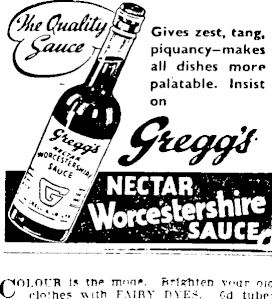 The Quality
Sauce
Gives zest, tang,
piquancy—makes
all dishes more
palatable. Insist
on
Gregg's
Gregg's
NECTAR
WORCESTERSHIRE
SAUCE
G
NECTAR
Worcestershire
SAUCE
COLOUR is the mode. Brighten your old
clothes with FAIRY DYES. 6d tube